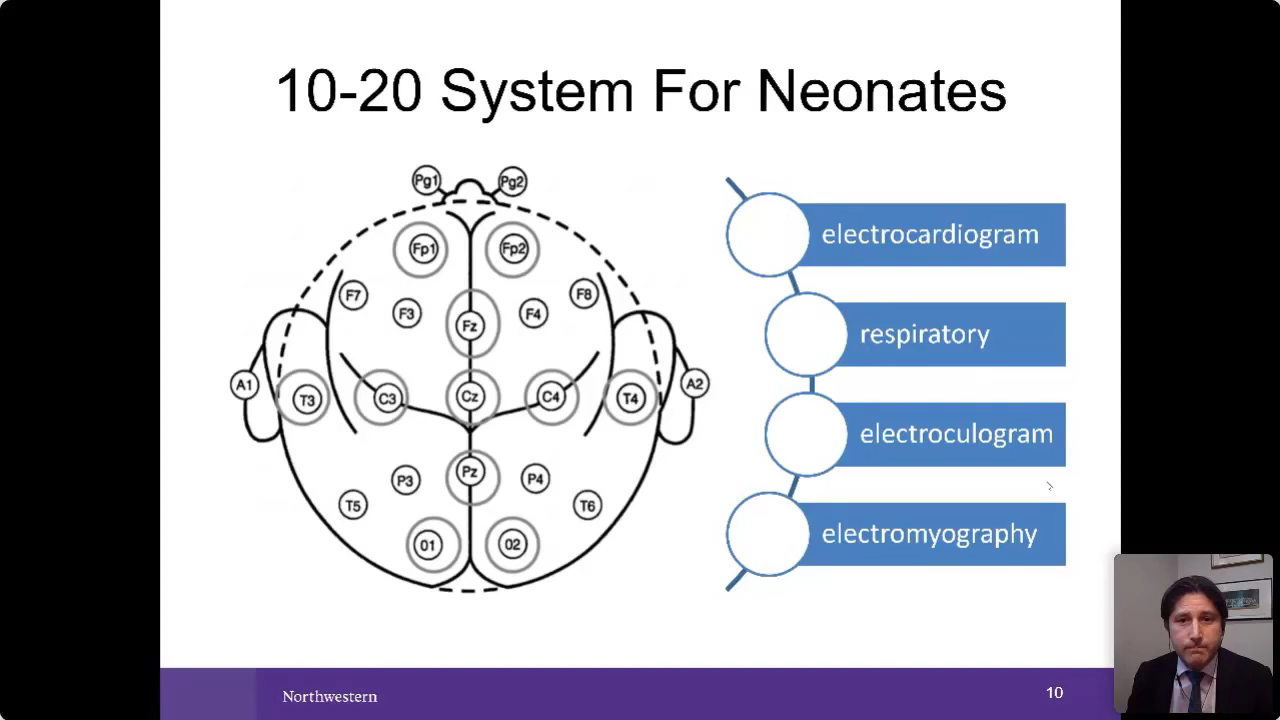 10-20 System For Neonates
Pg1 Pg2
Fp1 Fp2
F7 F3 Fz F4 F8
A1 T3 C3 Cz C4 T4 A2
T5 P3 Pz P4 T6
01 02
electrocardiogram
respiratory
electroculogram
electromyography
Northwestern
10